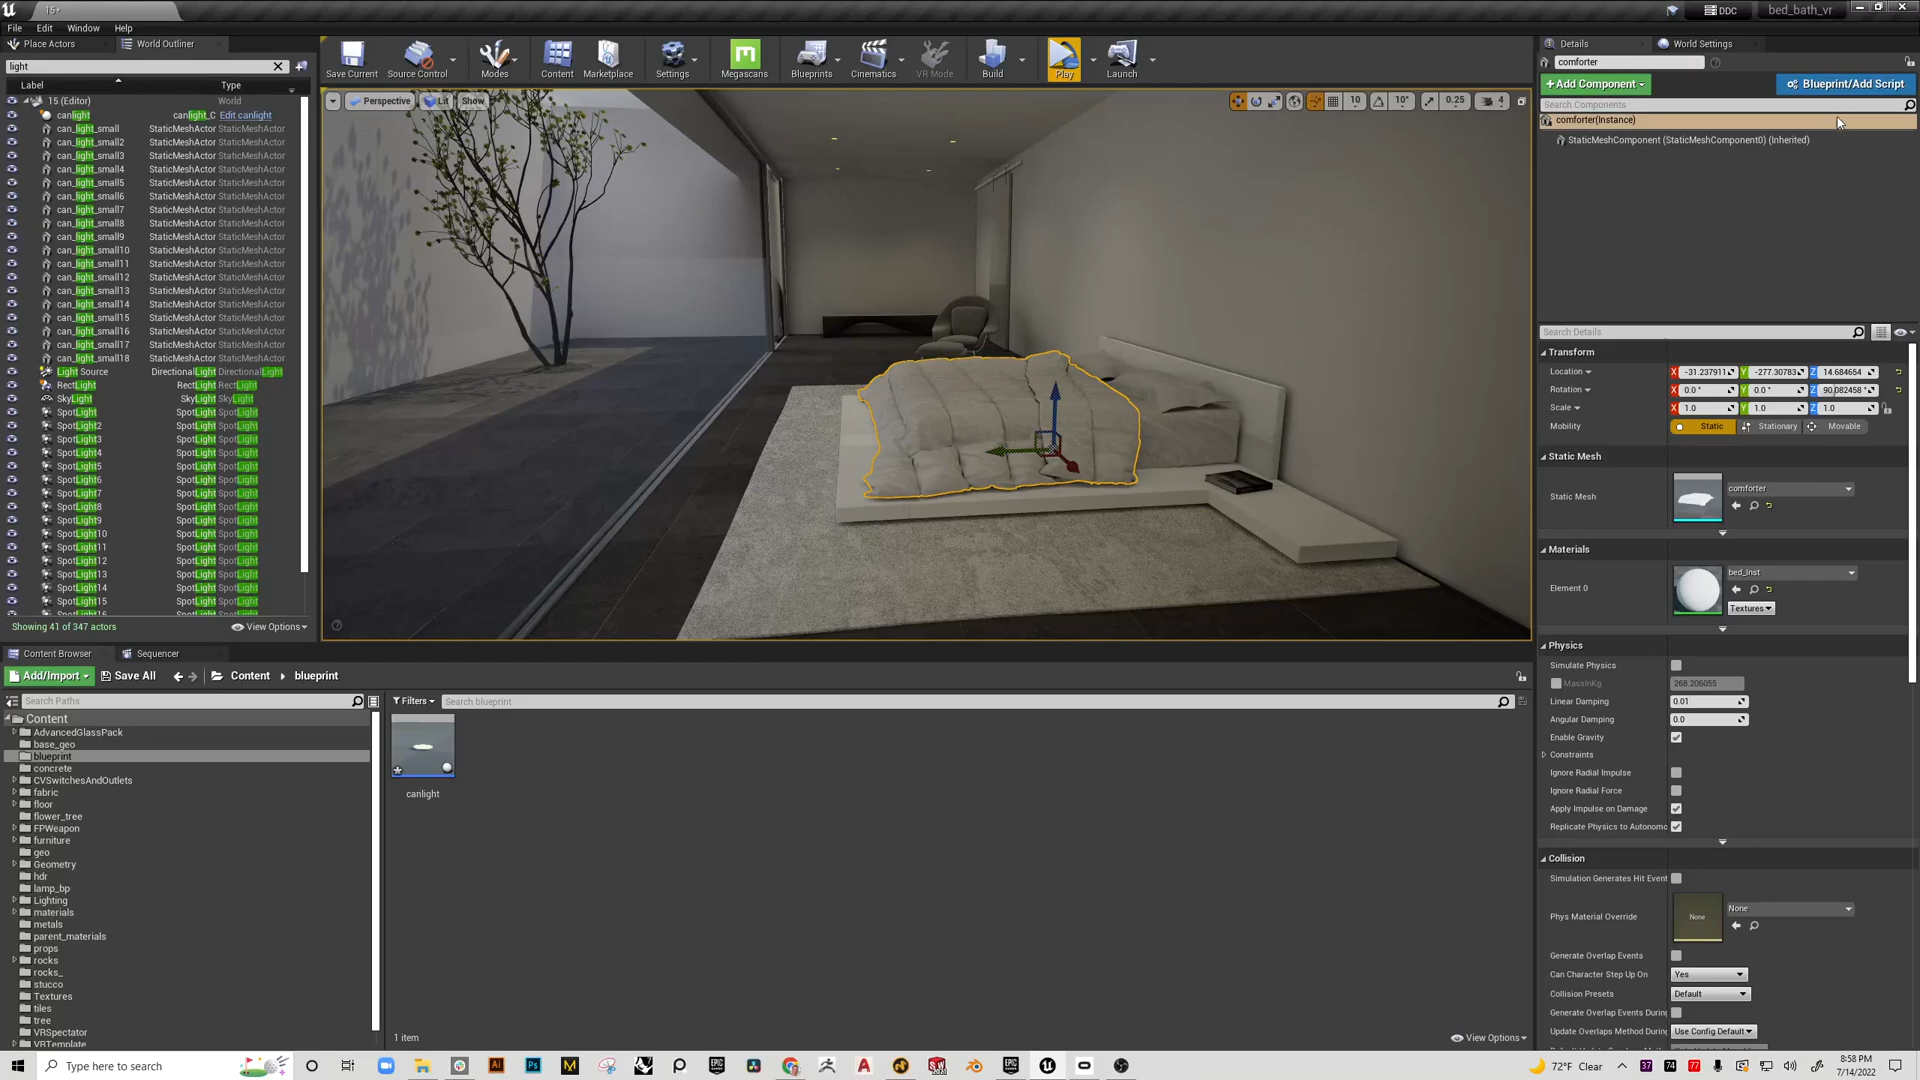 15*
DDC
bed_bath_vr
File Edit Window Help
Place Actors
World Outliner
light
Label Type
15 (Editor) World
canlight canlight_C Edit canlight
can_light_small StaticMeshActor StaticMeshActor
can_light_small2 StaticMeshActor StaticMeshActor
can_light_small3 StaticMeshActor StaticMeshActor
can_light_small4 StaticMeshActor StaticMeshActor
can_light_small5 StaticMeshActor StaticMeshActor
can_light_small6 StaticMeshActor StaticMeshActor
can_light_small7 StaticMeshActor StaticMeshActor
can_light_small8 StaticMeshActor StaticMeshActor
can_light_small9 StaticMeshActor StaticMeshActor
can_light_small10 StaticMeshActor StaticMeshActor
can_light_small11 StaticMeshActor StaticMeshActor
can_light_small12 StaticMeshActor StaticMeshActor
can_light_small13 StaticMeshActor StaticMeshActor
can_light_small14 StaticMeshActor StaticMeshActor
can_light_small15 StaticMeshActor StaticMeshActor
can_light_small16 StaticMeshActor StaticMeshActor
can_light_small17 StaticMeshActor StaticMeshActor
can_light_small18 StaticMeshActor StaticMeshActor
Light Source DirectionalLight DirectionalLight
RectLight RectLight RectLight
SkyLight SkyLight SkyLight
SpotLight SpotLight SpotLight
SpotLight2 SpotLight SpotLight
SpotLight3 SpotLight SpotLight
SpotLight4 SpotLight SpotLight
SpotLight5 SpotLight SpotLight
SpotLight6 SpotLight SpotLight
SpotLight7 SpotLight SpotLight
SpotLight8 SpotLight SpotLight
SpotLight9 SpotLight SpotLight
SpotLight10 SpotLight SpotLight
SpotLight11 SpotLight SpotLight
SpotLight12 SpotLight SpotLight
SpotLight13 SpotLight SpotLight
SpotLight14 SpotLight SpotLight
SpotLight15 SpotLight SpotLight
Showing 41 of 347 actors
View Options
Save Current
Source Control
Modes
Content
Marketplace
Settings
Megascans
Blueprints
Cinematics
VR Mode
Build
Play
Launch
Perspective
Lit
Show
10
10°
0.25
4
Details
World Settings
comforter
+Add Component
Blueprint/Add Script
Search Components
comforter(Instance)
StaticMeshComponent (StaticMeshComponent0) (Inherited)
Search Details
Transform
Location X -31.237911 Y -277.30783 Z 14.684654
Rotation X 0.0 ° Y 0.0 ° Z 90.082458 °
Scale X 1.0 Y 1.0 Z 1.0
Mobility Static Stationary Movable
Static Mesh
Static Mesh comforter
Materials
Element 0 bed_Inst
Textures
Physics
Simulate Physics
MassInKg 268.206055
Linear Damping 0.01
Angular Damping 0.0
Enable Gravity
Constraints
Ignore Radial Impulse
Ignore Radial Force
Apply Impulse on Damage
Replicate Physics to Autonomo
Collision
Simulation Generates Hit Event
Phys Material Override None None
Generate Overlap Events
Can Character Step Up On Yes
Collision Presets Default
Generate Overlap Events During
Update Overlaps Method During Use Config Default
Content Browser
Sequencer
Add/Import
Save All
Content
blueprint
Search Paths
Filters
Search blueprint
Content
AdvancedGlassPack
base_geo
blueprint
concrete
CVSwitchesAndOutlets
fabric
floor
flower_tree
FPWeapon
furniture
geo
Geometry
hdr
lamp_bp
Lighting
materials
metals
parent_materials
props
rocks
rocks_
stucco
Textures
tiles
tree
VRSpectator
VRTemplate
canlight
1 item
View Options
Type here to search
72°F Clear
37
74
77
8:58 PM
7/14/2022